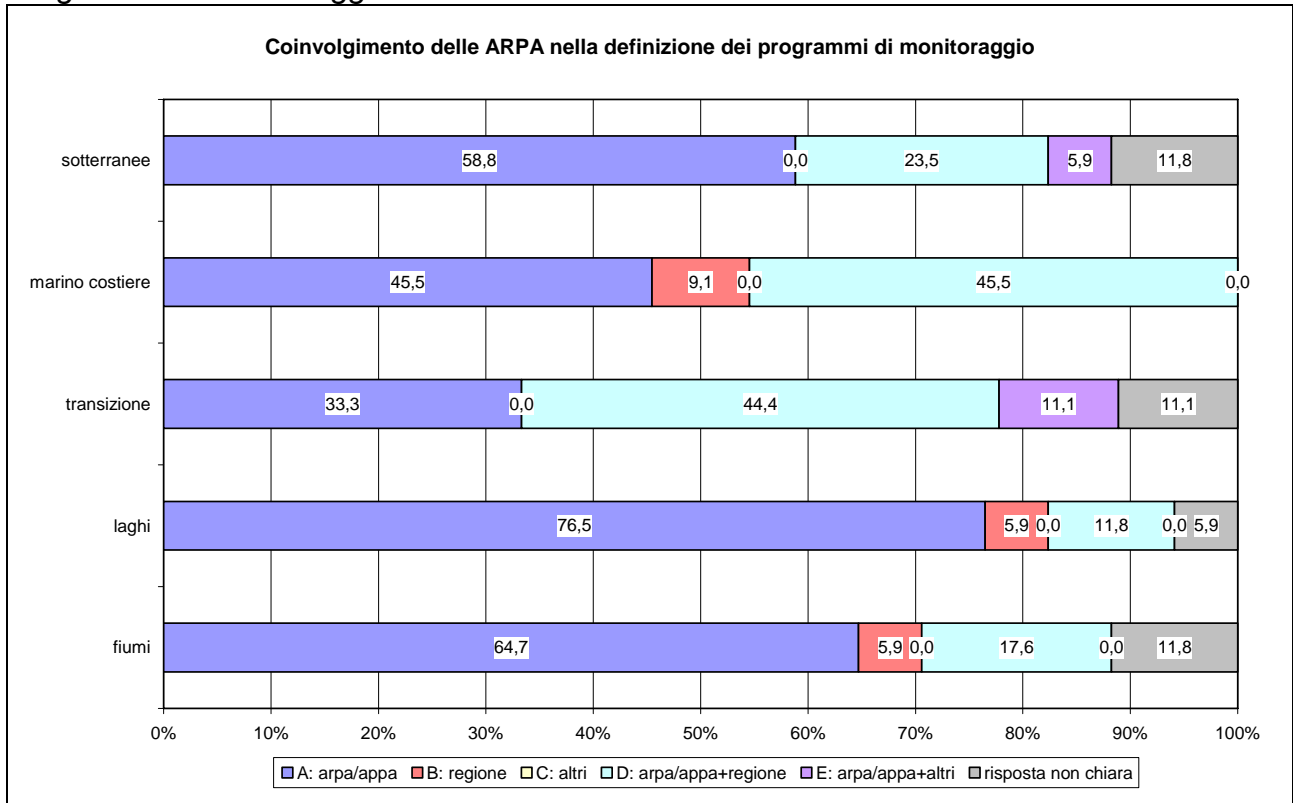 Coinvolgimento delle ARPA nella definizione dei programmi di monitoraggio
sotterranee
58,8 0,0 23,5 5,9 11,8
marino costiere
45,5 9,1 0,0 45,5 0,0
transizione
33,3 0,0 44,4 11,1 11,1
laghi
76,5 5,9 0,0 11,8 0,0 5,9
fiumi
64,7 5,9 0,0 17,6 0,0 11,8
0% 10% 20% 30% 40% 50% 60% 70% 80% 90% 100%
A: arpa/appa B: regione C: altri D: arpa/appa+regione E: arpa/appa+altri risposta non chiara